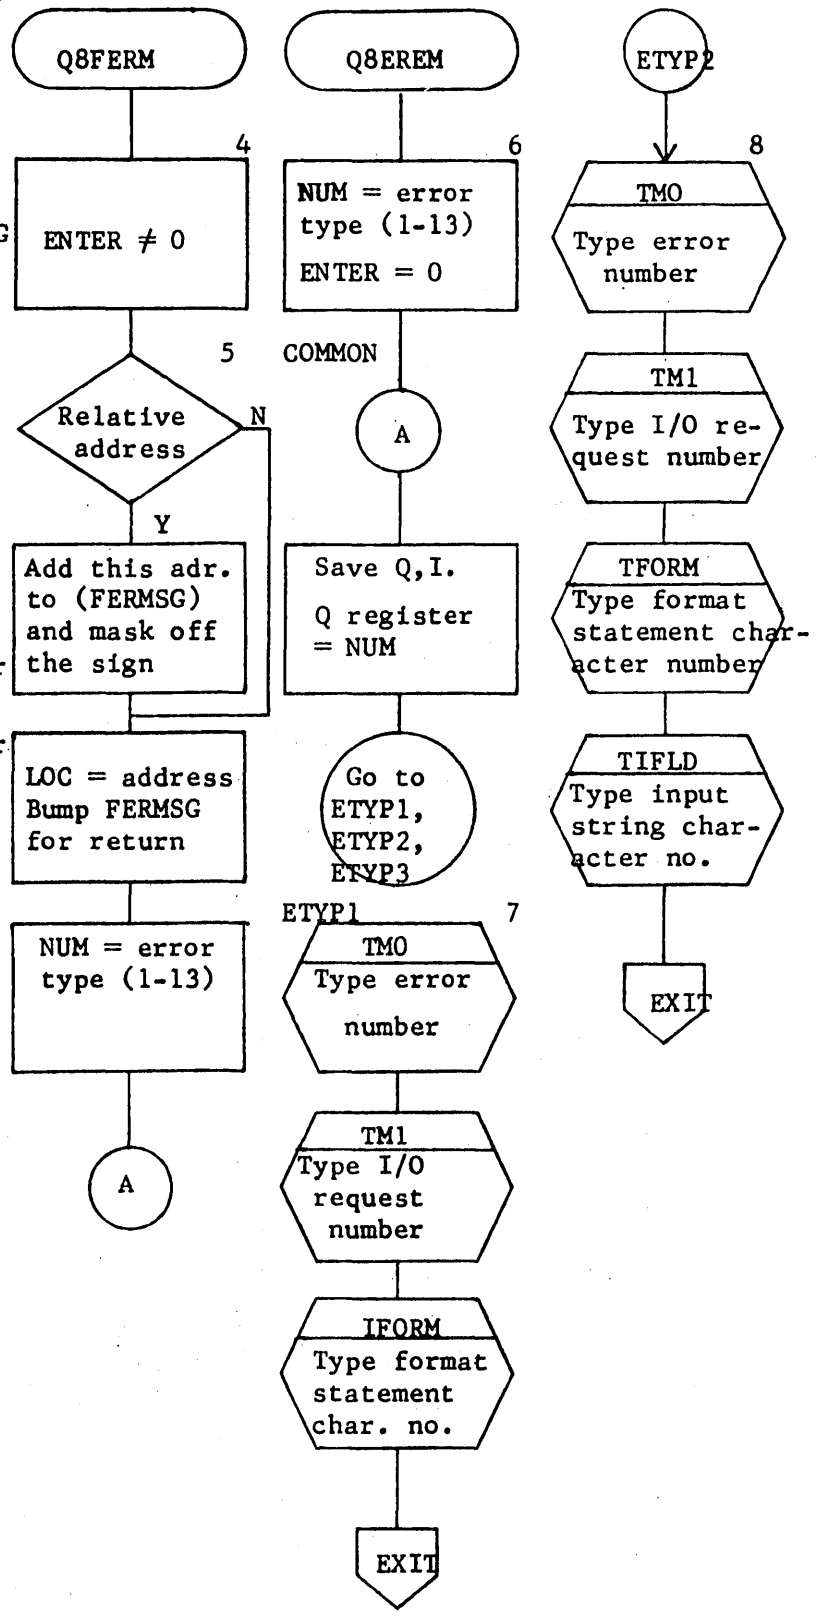 Q8FERM
4
G
ENTER ≠ 0
5
Relative
address
N
Y
Add this adr.
to (FERMSG)
and mask off
the sign
LOC = address
Bump FERMSG
for return
NUM = error
type (1-13)
A
Q8EREM
6
NUM = error
type (1-13)
ENTER = 0
COMMON
A
Save Q,I.
Q register
= NUM
Go to
ETYP1,
ETYP2,
ETYP3
ETYP1
7
TMO
Type error
number
TM1
Type I/O
request
number
IFORM
Type format
statement
char. no.
EXIT
ETYP2
8
TMO
Type error
number
TM1
Type I/O re-
quest number
TFORM
Type format
statement char-
acter number
TIFLD
Type input
string char-
acter no.
EXIT